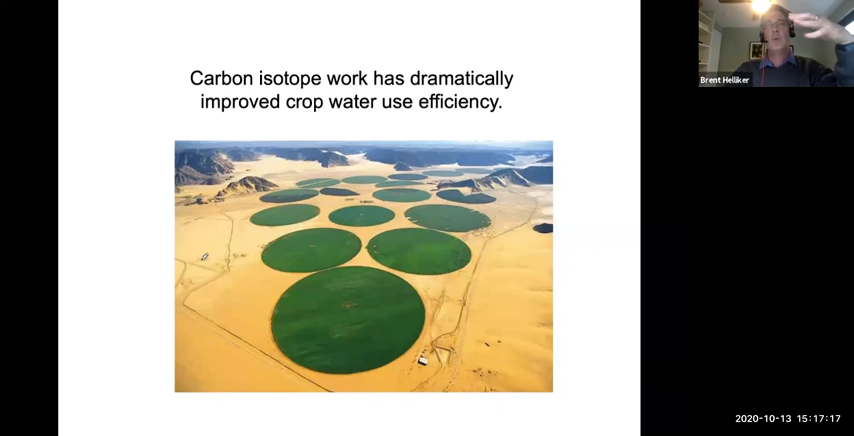 Carbon isotope work has dramatically
improved crop water use efficiency.
Brent Helliker
2020-10-13 15:17:17